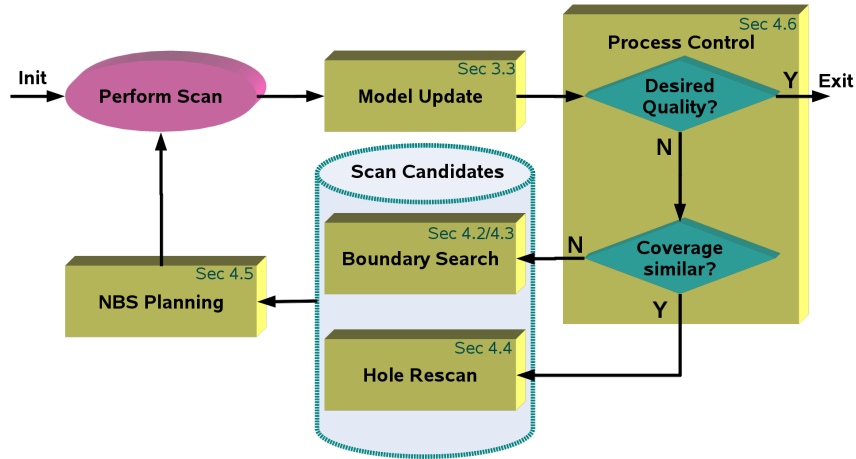 Init
Perform Scan
Sec 3.3
Model Update
Sec 4.6
Process Control
Desired
Quality?
Y
Exit
N
Scan Candidates
Sec 4.2/4.3
Boundary Search
N
Coverage
similar?
Y
Sec 4.5
NBS Planning
Sec 4.4
Hole Rescan